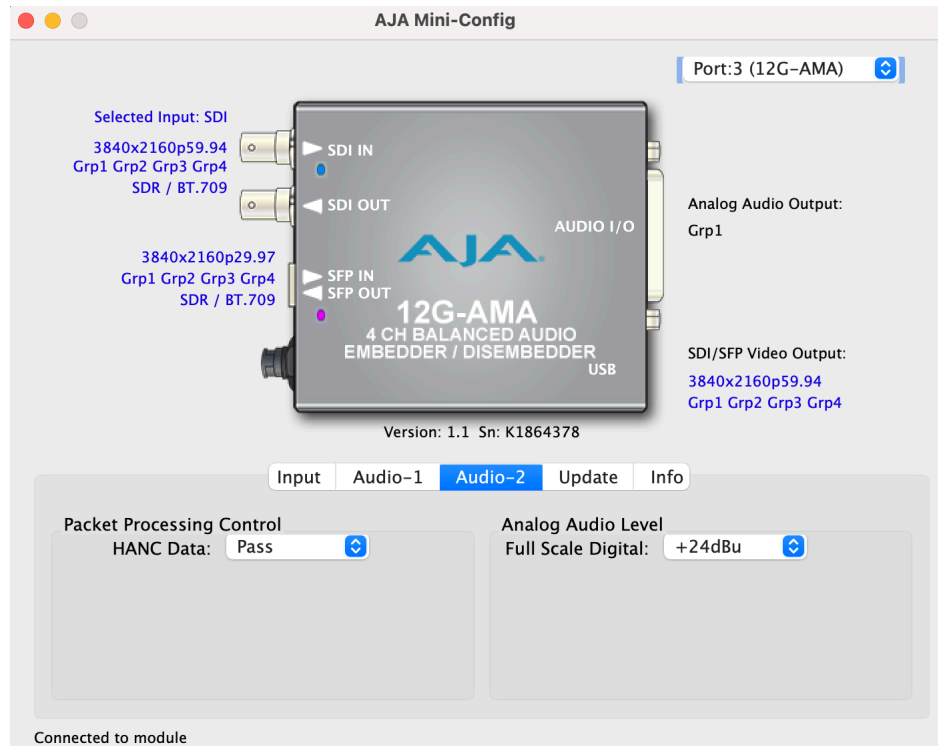 AJA Mini-Config
Port:3 (12G-AMA)
Selected Input: SDI
3840x2160p59.94
Grp1 Grp2 Grp3 Grp4
SDR / BT.709
SDI IN
SDI OUT
AUDIO I/O
Analog Audio Output:
Grp1
3840x2160p29.97
Grp1 Grp2 Grp3 Grp4
SDR / BT.709
AJA
SFP IN
SFP OUT
12G-AMA
4 CH BALANCED AUDIO
EMBEDDER / DISEMBEDDER
USB
SDI/SFP Video Output:
3840x2160p59.94
Grp1 Grp2 Grp3 Grp4
Version: 1.1 Sn: K1864378
Input Audio-1 Audio-2 Update Info
Packet Processing Control
HANC Data: Pass
Analog Audio Level
Full Scale Digital: +24dBu
Connected to module